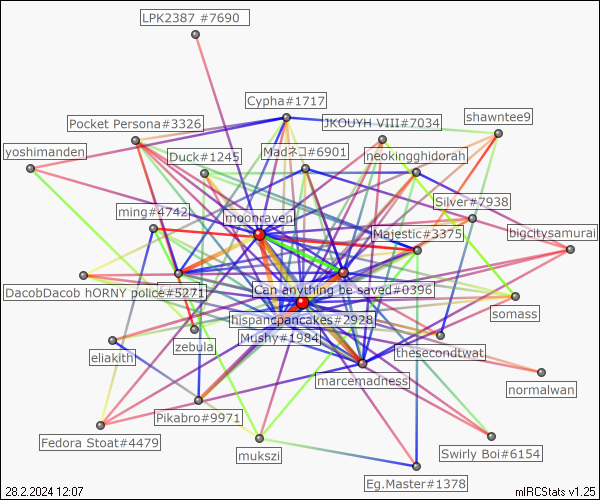 LPK2387 #7690
Cypha#1717
shawntee9
Pocket Persona#3326
JKOUYH VIII#7034
yoshimanden
Duck#1245
Madネコ#6901
neokingghidorah
Silver#7938
ming#4742
moonraven
Majestic#3375
bigcitysamurai
DacobDacob hORNY police#5271
Can anything be saved#0396
somass
hispancpancakes#2928
Mushy#1984
zebula
thesecondtwat
eliakith
marcemadness
normalwan
Pikabro#9971
Fedora Stoat#4479
mukszi
Swirly Boi#6154
Eg.Master#1378
28.2.2024 12:07
mIRCStats v1.25